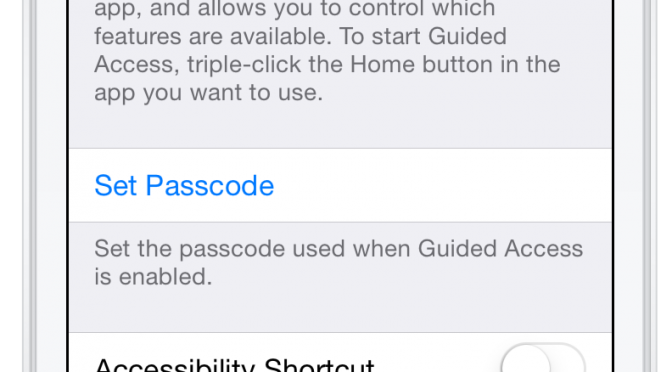 app, and allows you to control which
features are available. To start Guided
Access, triple-click the Home button in the
app you want to use.
Set Passcode
Set the passcode used when Guided Access
is enabled.
Accessibility Shortcut